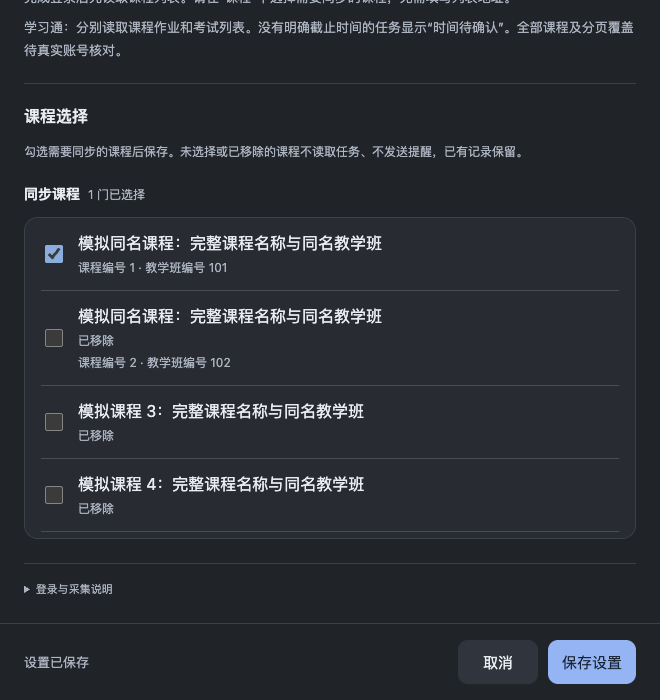 学习通：分别读取课程作业和考试列表。没有明确截止时间的任务显示“时间待确认”。全部课程及分页覆盖
待真实账号核对。
课程选择
勾选需要同步的课程后保存。未选择或已移除的课程不读取任务、不发送提醒，已有记录保留。
同步课程 1 门已选择
模拟同名课程：完整课程名称与同名教学班
课程编号 1 · 教学班编号 101
模拟同名课程：完整课程名称与同名教学班
已移除
课程编号 2 · 教学班编号 102
模拟课程 3：完整课程名称与同名教学班
已移除
模拟课程 4：完整课程名称与同名教学班
已移除
登录与采集说明
设置已保存
取消
保存设置